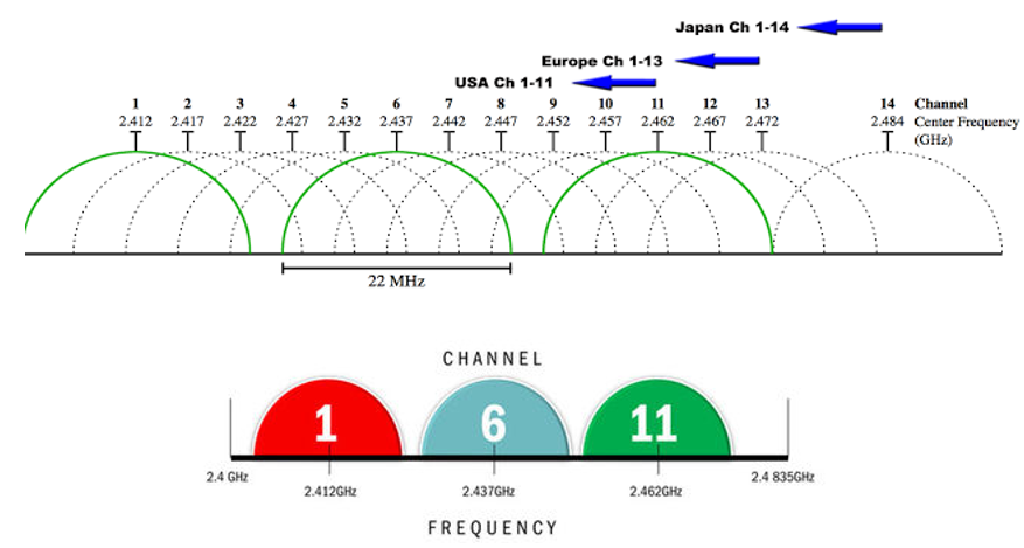 Japan Ch 1-14
Europe Ch 1-13
USA Ch 1-11
1 2 3 4 5 6 7 8 9 10 11 12 13 14 Channel
2.412 2.417 2.422 2.427 2.432 2.437 2.442 2.447 2.452 2.457 2.462 2.467 2.472 2.484 Center Frequency
(GHz)
22 MHz
CHANNEL
1 6 11
2.4 GHz 2.4 835GHz
2.412GHz 2.437GHz 2.462GHz
FREQUENCY